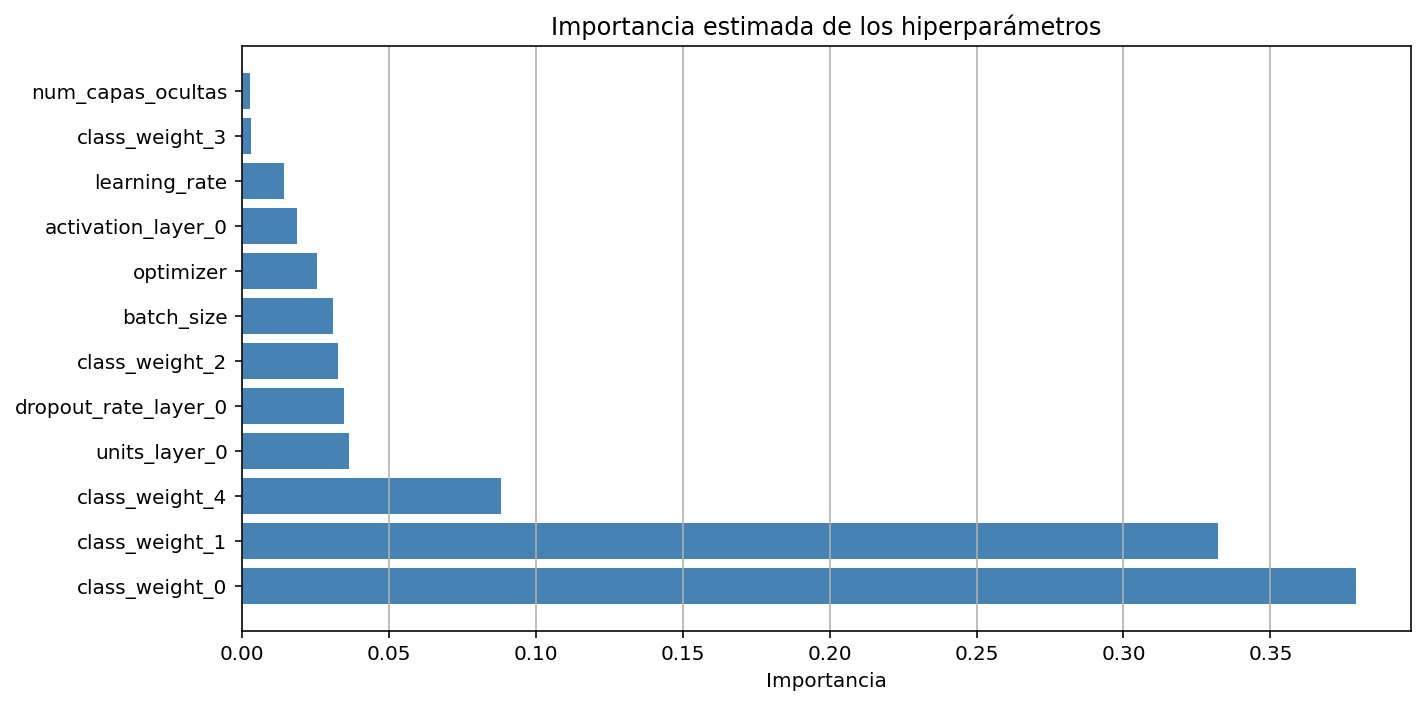 Importancia estimada de los hiperparámetros
num_capas_ocultas
class_weight_3
learning_rate
activation_layer_0
optimizer
batch_size
class_weight_2
dropout_rate_layer_0
units_layer_0
class_weight_4
class_weight_1
class_weight_0
0.00 0.05 0.10 0.15 0.20 0.25 0.30 0.35
Importancia